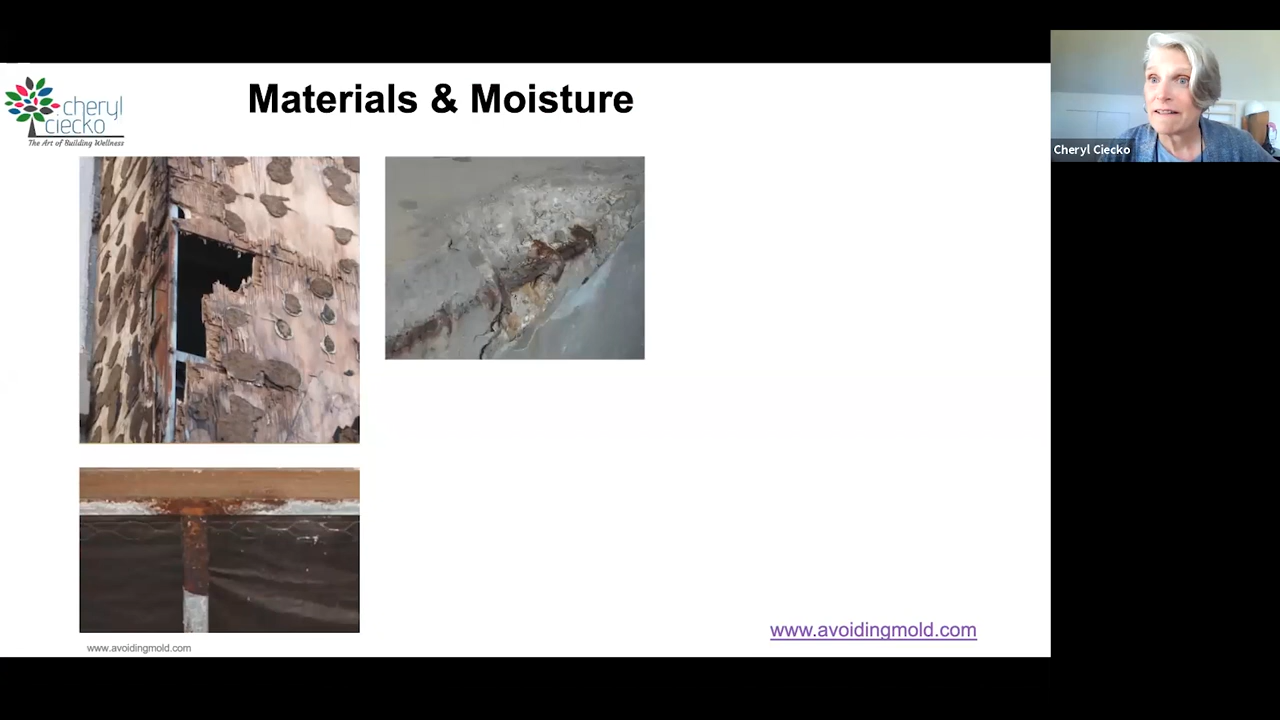 cheryl
ciecko
The Art of Building Wellness
Materials & Moisture
Cheryl Ciecko
www.avoidingmold.com
www.avoidingmold.com